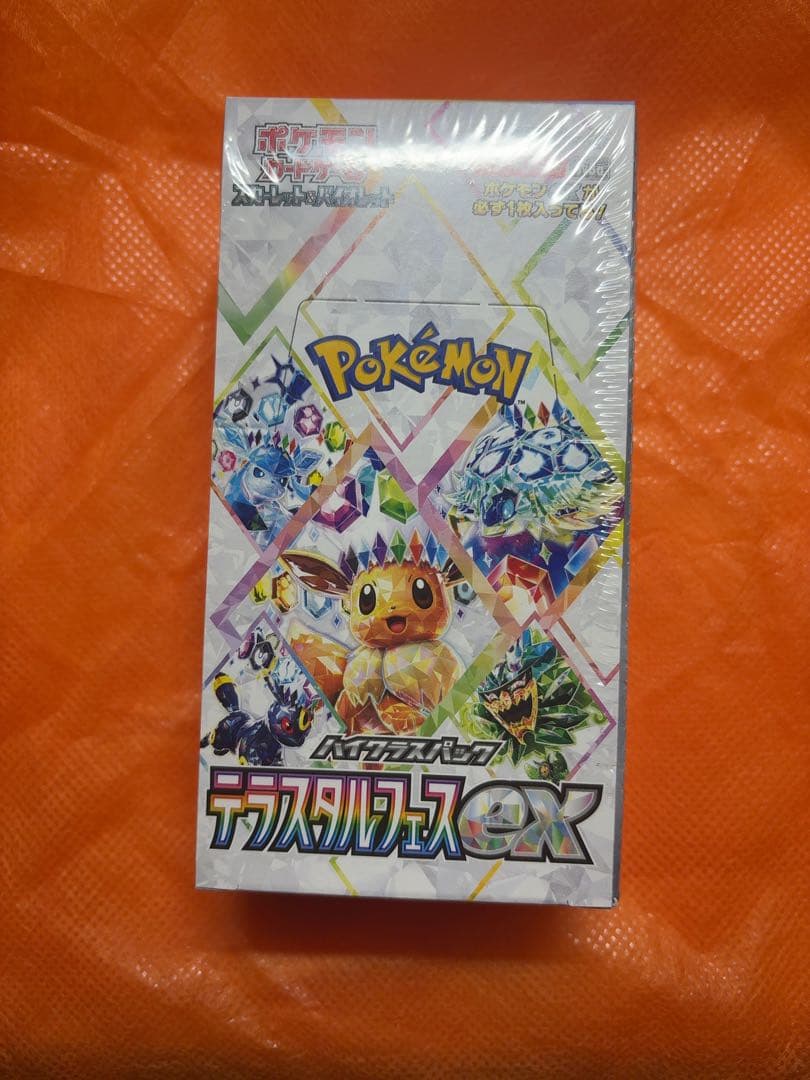 ポケモン
カードゲーム
スカーレット&バイオレット
ポケモン
必ず1枚入ってる!
POKÉMON
TM
ハイクラスパック
テラスタルフェスex